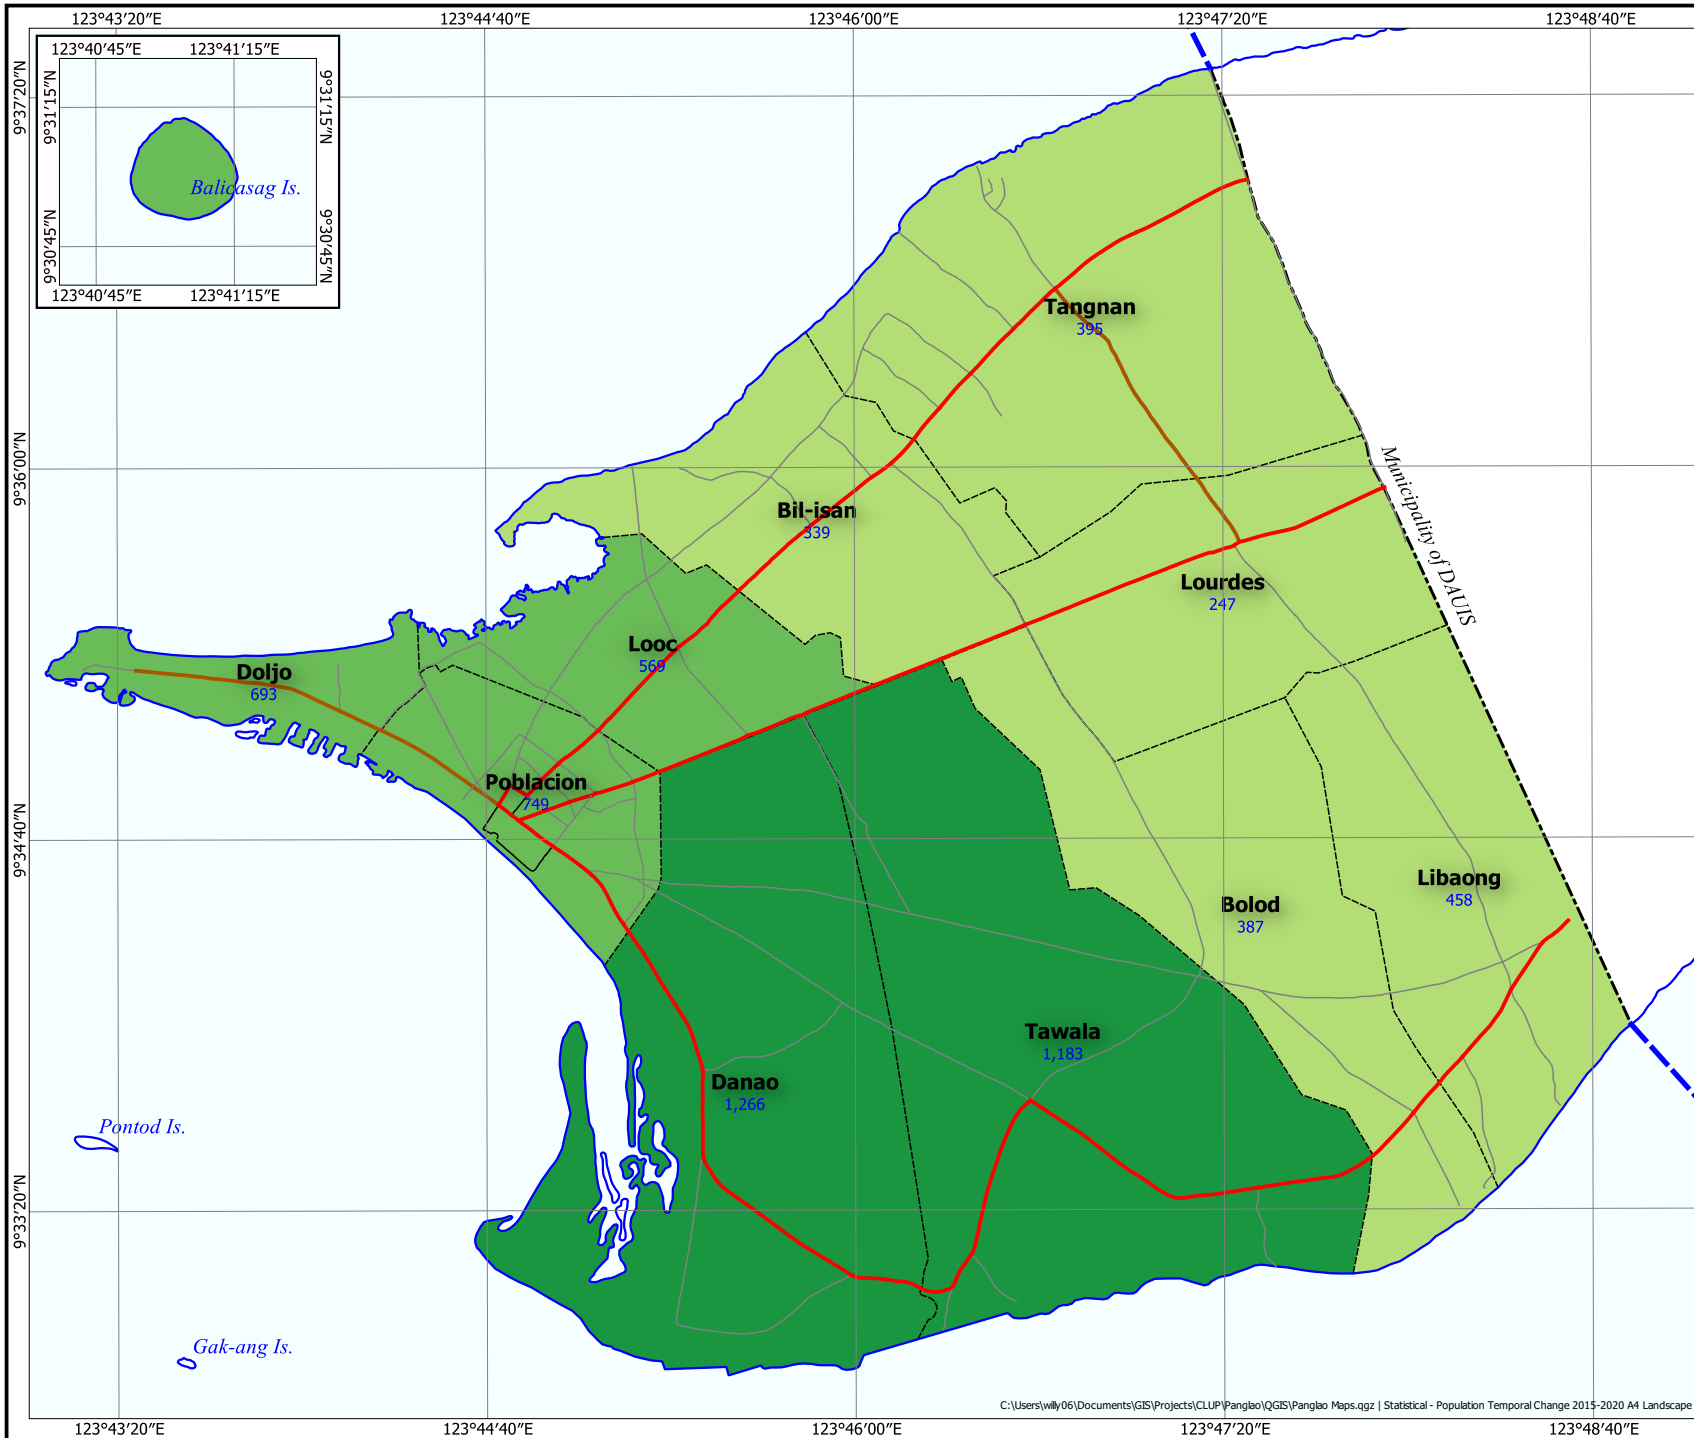 123°43′20″E 123°44′40″E 123°46′00″E 123°47′20″E 123°48′40″E
123°40′45″E 123°41′15″E
9°31′15″N 9°31′15″N
Balicasag Is.
9°30′45″N 9°30′45″N
123°40′45″E 123°41′15″E
9°37′20″N
Tangnan
395
9°36′00″N
Municipality of DAUIS
Bil-isan
339
Lourdes
247
Looc
569
Doljo
693
Poblacion
749
9°34′40″N
Libaong
458
Bolod
387
Tawala
1,183
Danao
1,266
Pontod Is.
9°33′20″N
Gak-ang Is.
C:\Users\willy06\Documents\GIS\Projects\CLUP\Panglao\QGIS\Panglao Maps.qgz | Statistical - Population Temporal Change 2015-2020 A4 Landscape
123°43′20″E 123°44′40″E 123°46′00″E 123°47′20″E 123°48′40″E